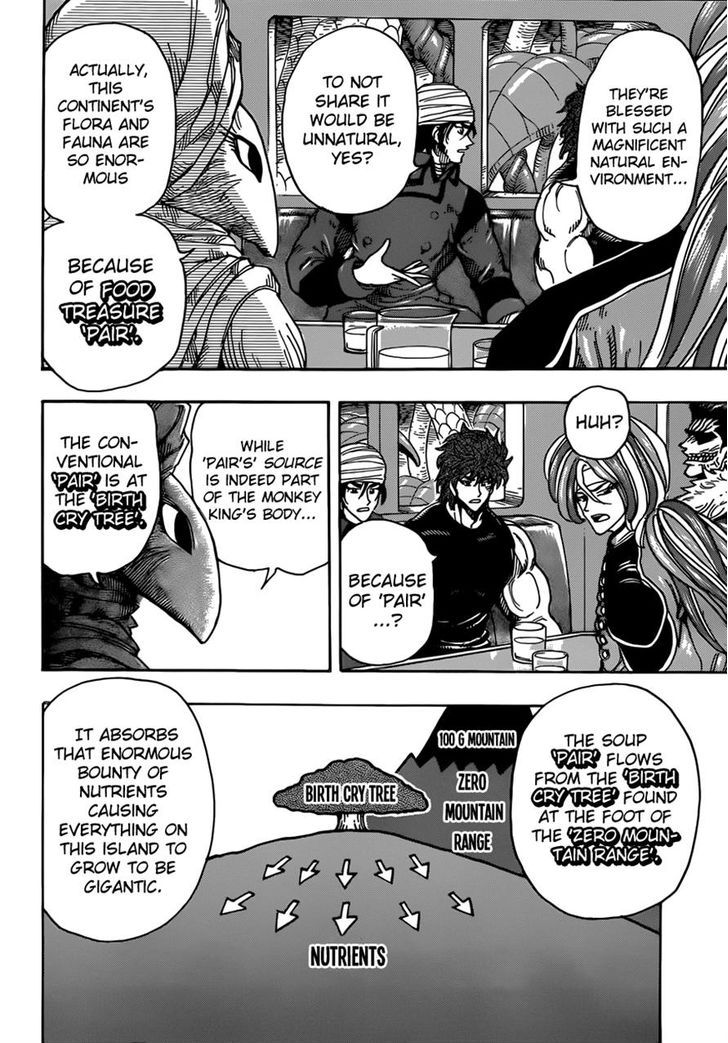 THEY'RE
BLESSED
WITH SUCH A
MAGNIFICENT
NATURAL EN-
VIRONMENT...
TO NOT
SHARE IT
WOULD BE
UNNATURAL,
YES?
ACTUALLY,
THIS
CONTINENT'S
FLORA AND
FAUNA ARE
SO ENOR-
MOUS
BECAUSE
OF FOOD
TREASURE
'PAIR'.
HUH?
BECAUSE
OF 'PAIR'
...?
WHILE
'PAIR'S' SOURCE
IS INDEED PART
OF THE MONKEY
KING'S BODY...
THE CON-
VENTIONAL
'PAIR' IS AT
THE 'BIRTH
CRY TREE'.
THE SOUP
'PAIR' FLOWS
FROM THE 'BIRTH
CRY TREE' FOUND
AT THE FOOT OF
THE 'ZERO MOUN-
TAIN RANGE'.
100 G MOUNTAIN
ZERO
MOUNTAIN
RANGE
BIRTH CRY TREE
NUTRIENTS
IT ABSORBS
THAT ENORMOUS
BOUNTY OF
NUTRIENTS
CAUSING
EVERYTHING ON
THIS ISLAND TO
GROW TO BE
GIGANTIC.